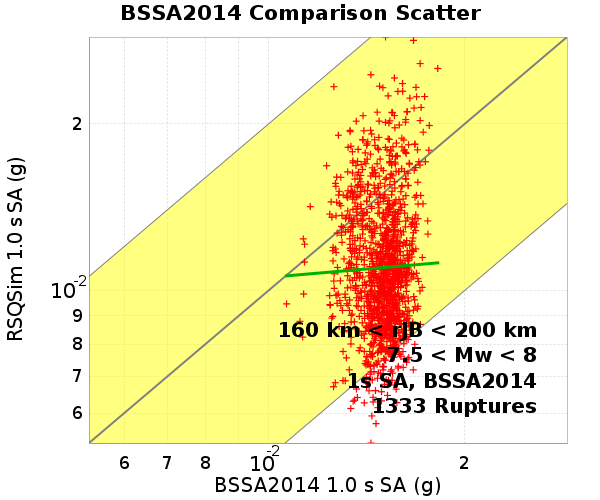 BSSA2014 Comparison Scatter
RSQSim 1.0 s SA (g)
2
10-2
9
8
7
6
160 km < rJB < 200 km
7.5 < Mw < 8
1s SA, BSSA2014
1333 Ruptures
6 7 8 10-2 2
BSSA2014 1.0 s SA (g)